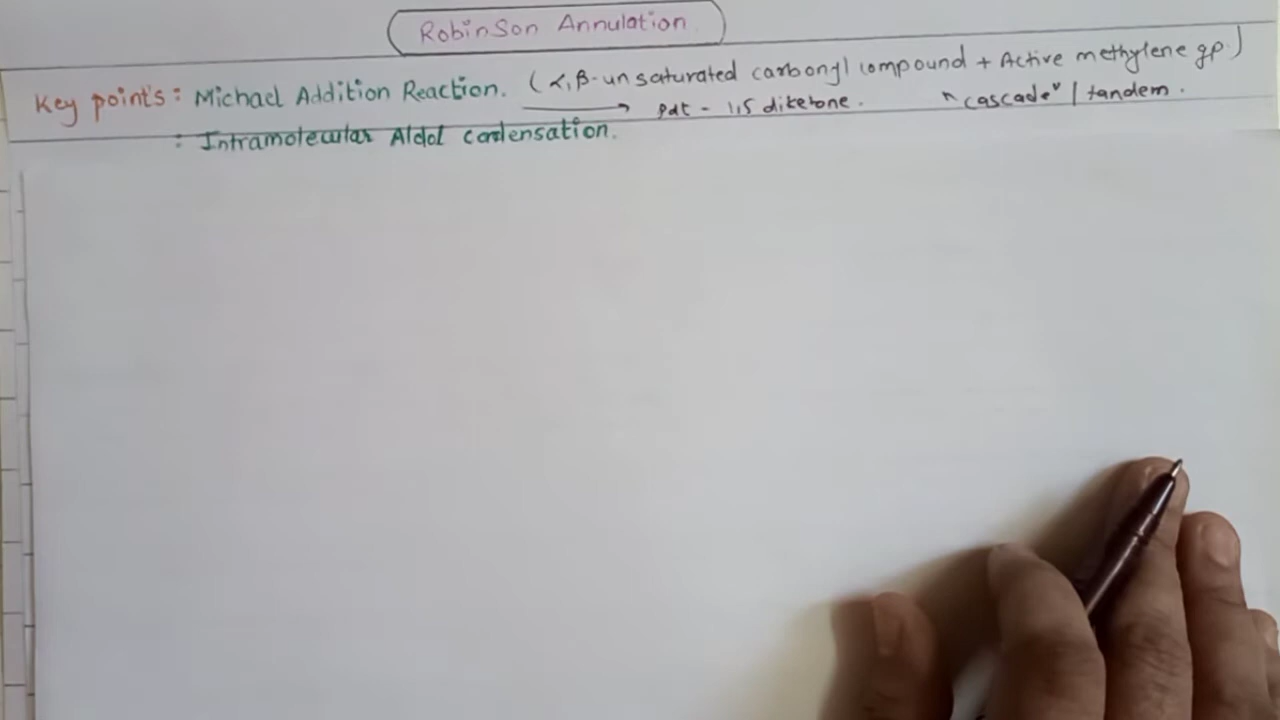 Robinson Annulation
Key point's: Michael Addition Reaction. (α,β-unsaturated carbonyl compound + Active methylene gp.)
→ pdt - 1,5 diketone. "cascade" / tandem.
: Intramolecular Aldol condensation.